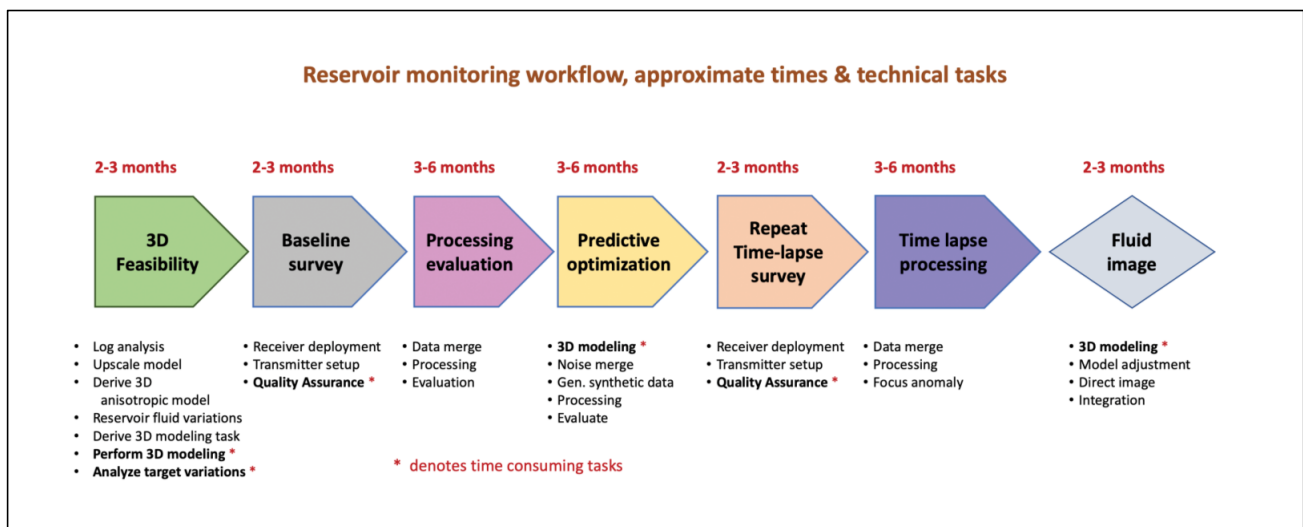 Reservoir monitoring workflow, approximate times & technical tasks
2-3 months
2-3 months
3-6 months
3-6 months
2-3 months
3-6 months
2-3 months
3D
Feasibility
Baseline
survey
Processing
evaluation
Predictive
optimization
Repeat
Time-lapse
survey
Time lapse
processing
Fluid
image
• Log analysis
• Upscale model
• Derive 3D
anisotropic model
• Reservoir fluid variations
• Derive 3D modeling task
• Perform 3D modeling *
• Analyze target variations *
• Receiver deployment
• Transmitter setup
• Quality Assurance *
• Data merge
• Processing
• Evaluation
• 3D modeling *
• Noise merge
• Gen. synthetic data
• Processing
• Evaluate
• Receiver deployment
• Transmitter setup
• Quality Assurance *
• Data merge
• Processing
• Focus anomaly
• 3D modeling *
• Model adjustment
• Direct image
• Integration
* denotes time consuming tasks